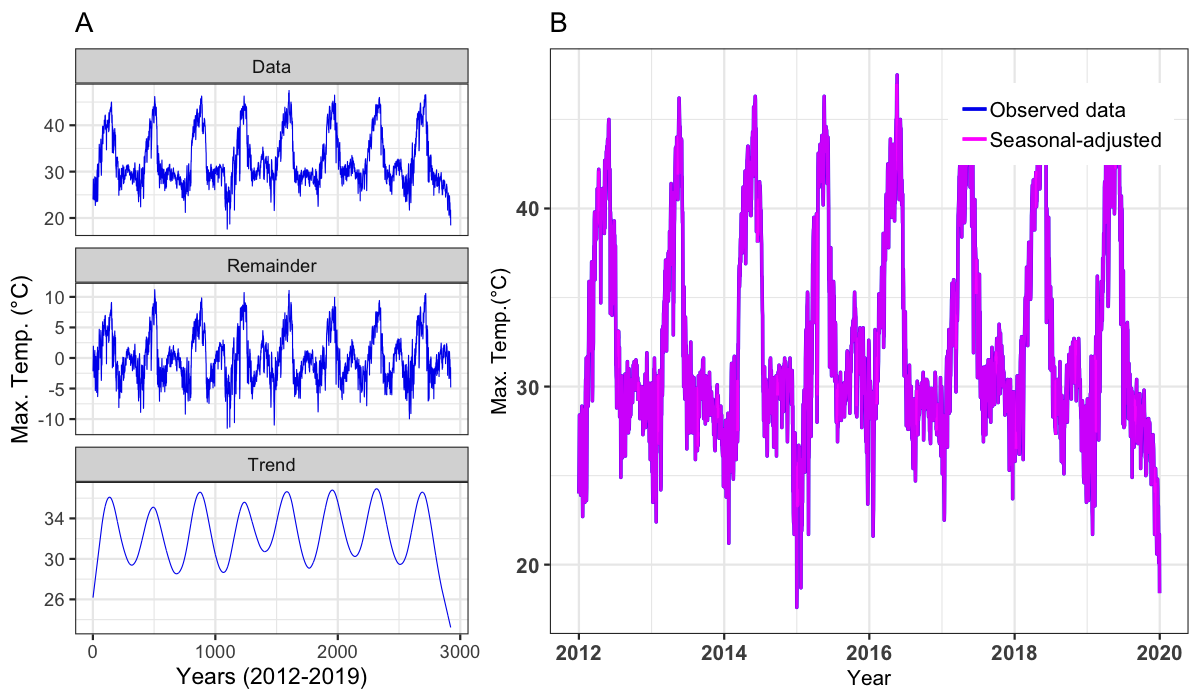 A
B
Data
40
30
20
Remainder
10
5
0
-5
-10
Trend
34
30
26
0
1000
2000
3000
Years (2012-2019)
Max. Temp. (°C)
Observed data
Seasonal-adjusted
40
30
20
Max. Temp.(°C)
2012
2014
2016
2018
2020
Year